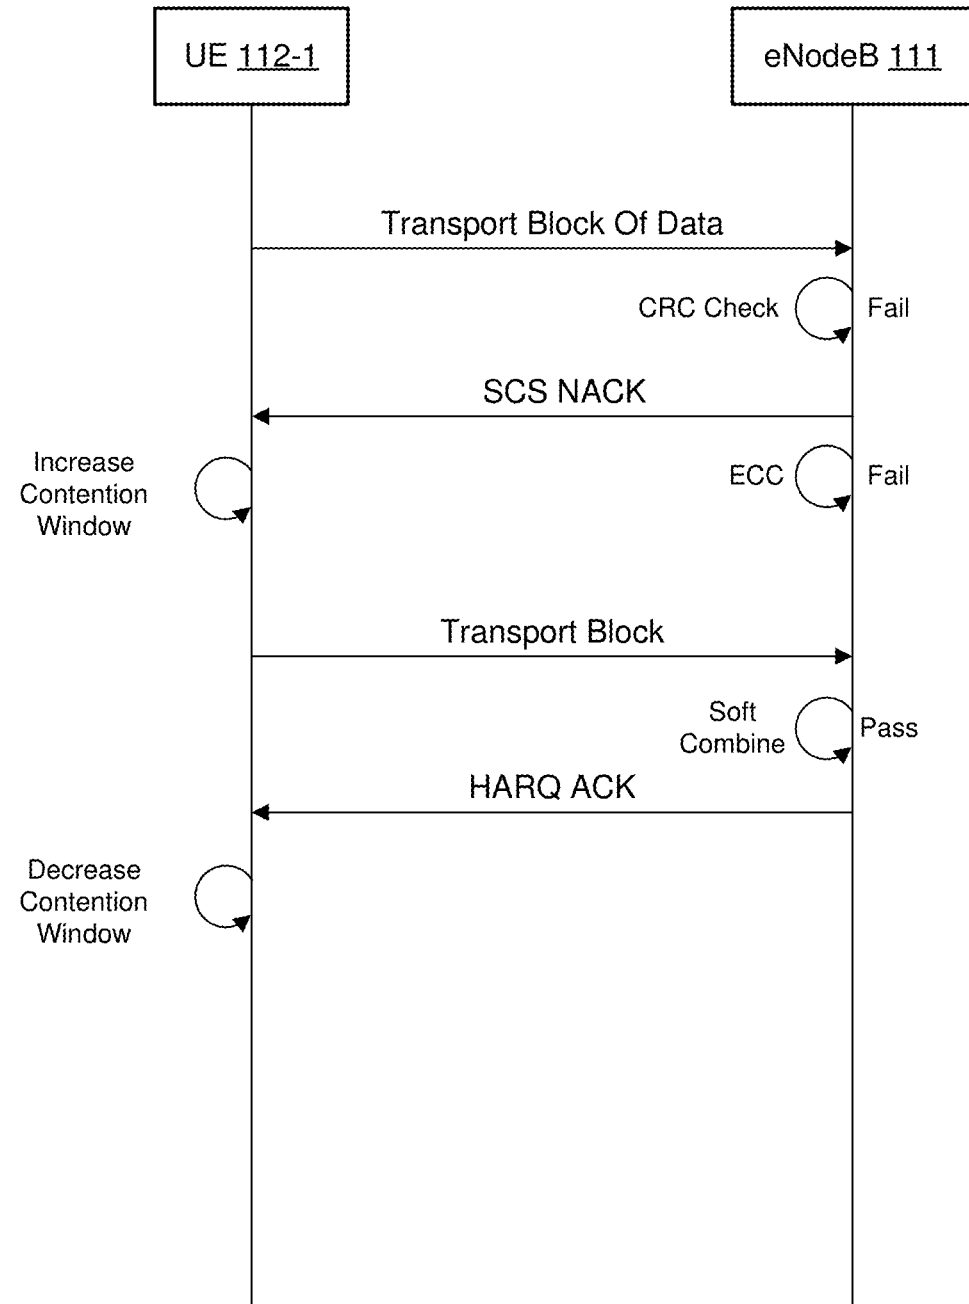 UE 112-1
eNodeB 111
Transport Block Of Data
CRC Check
Fail
SCS NACK
Increase
Contention
Window
ECC
Fail
Transport Block
Soft
Combine
Pass
HARQ ACK
Decrease
Contention
Window